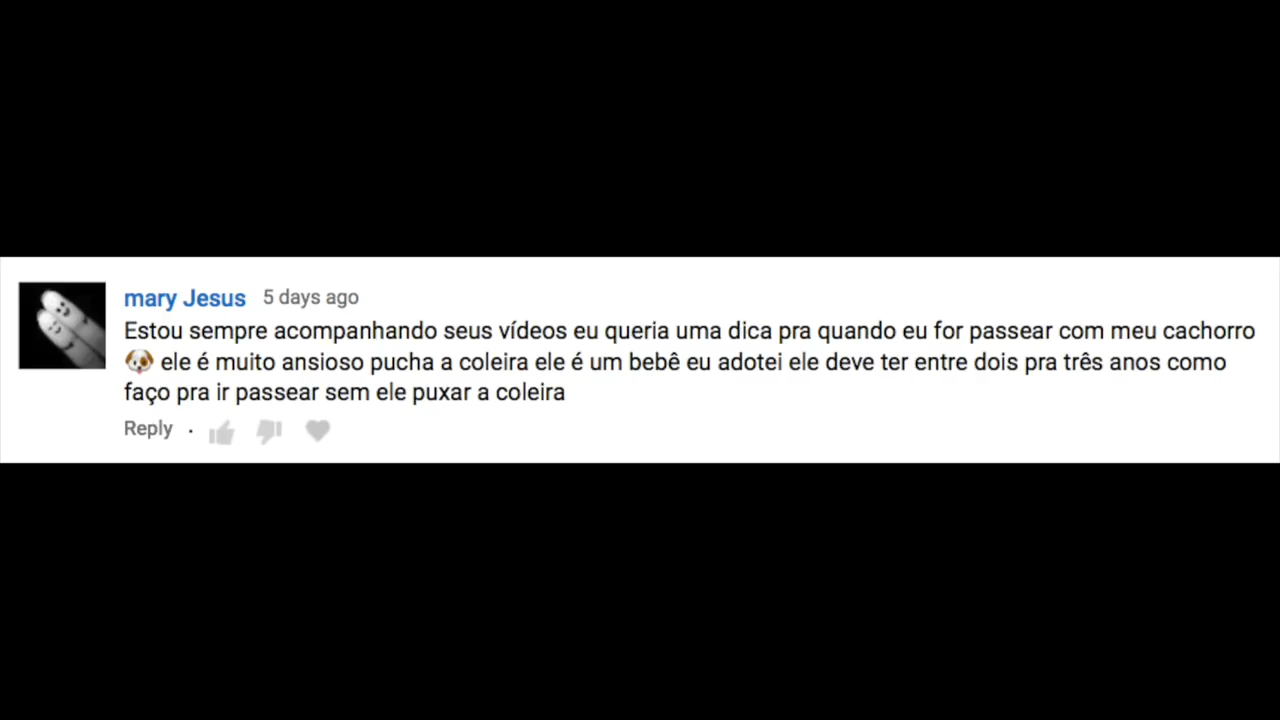 mary Jesus 5 days ago
Estou sempre acompanhando seus vídeos eu queria uma dica pra quando eu for passear com meu cachorro
🐶 ele é muito ansioso pucha a coleira ele é um bebê eu adotei ele deve ter entre dois pra três anos como
faço pra ir passear sem ele puxar a coleira
Reply ·